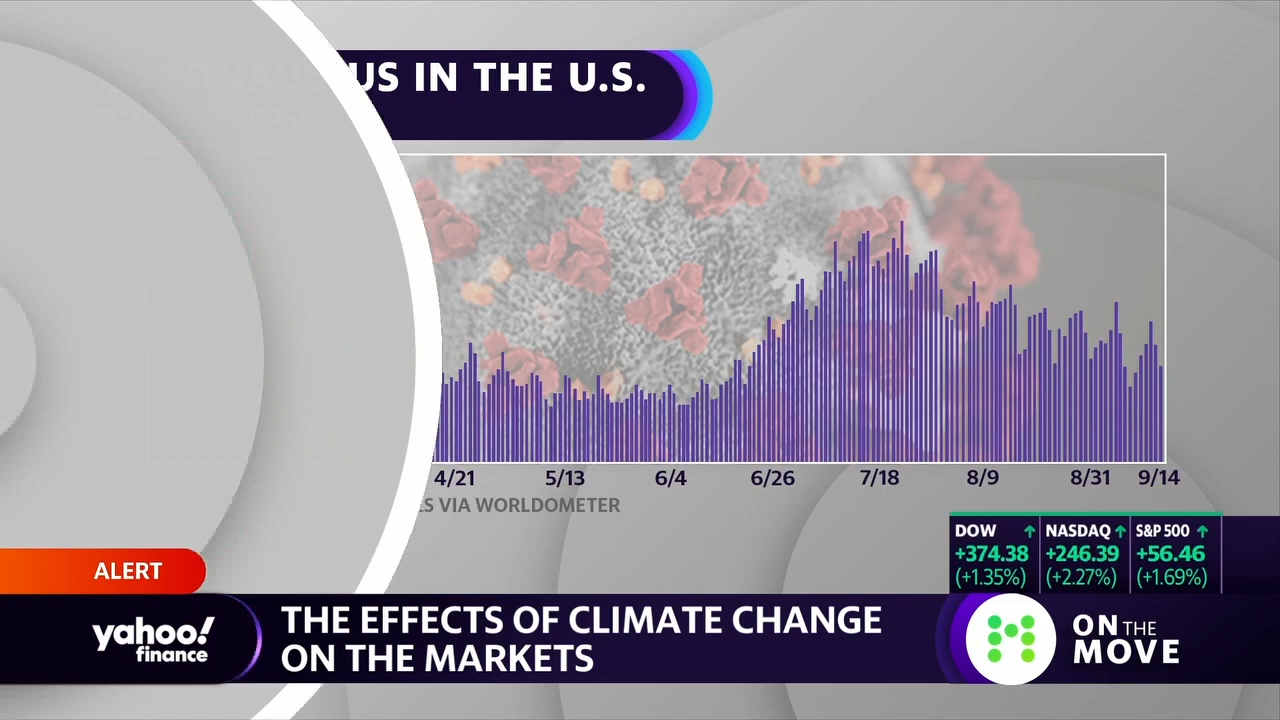 US IN THE U.S.
4/21 5/13 6/4 6/26 7/18 8/9 8/31 9/14
ES VIA WORLDOMETER
DOW NASDAQ S&P 500
+374.38 +246.39 +56.46
(+1.35%) (+2.27%) (+1.69%)
ALERT
yahoo!
finance
THE EFFECTS OF CLIMATE CHANGE
ON THE MARKETS
ON THE
MOVE